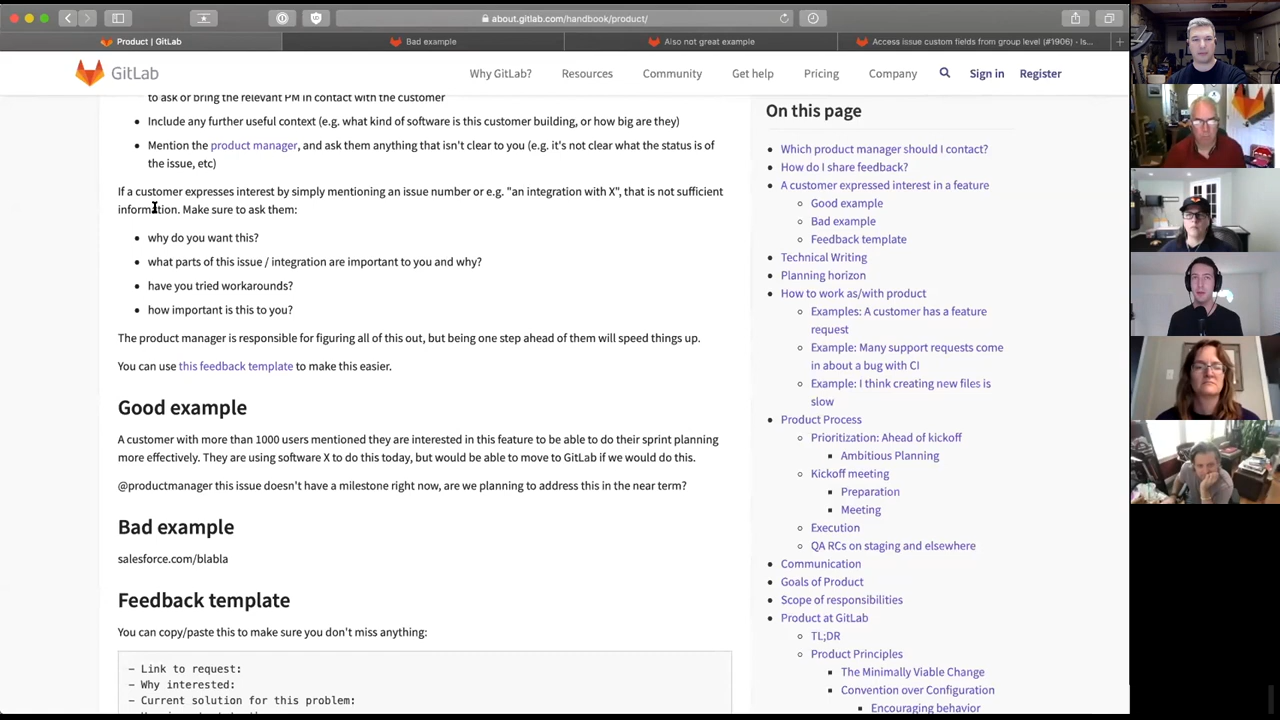 about.gitlab.com/handbook/product/
Product | GitLab
Bad example
Also not great example
Access issue custom fields from group level (#1906) · Is...
GitLab
Why GitLab?
Resources
Community
Get help
Pricing
Company
Sign in
Register
to ask or bring the relevant PM in contact with the customer
• Include any further useful context (e.g. what kind of software is this customer building, or how big are they)
• Mention the product manager, and ask them anything that isn't clear to you (e.g. it's not clear what the status is of
the issue, etc)
If a customer expresses interest by simply mentioning an issue number or e.g. "an integration with X", that is not sufficient
information. Make sure to ask them:
• why do you want this?
• what parts of this issue / integration are important to you and why?
• have you tried workarounds?
• how important is this to you?
The product manager is responsible for figuring all of this out, but being one step ahead of them will speed things up.
You can use this feedback template to make this easier.
Good example
A customer with more than 1000 users mentioned they are interested in this feature to be able to do their sprint planning
more effectively. They are using software X to do this today, but would be able to move to GitLab if we would do this.
@productmanager this issue doesn't have a milestone right now, are we planning to address this in the near term?
Bad example
salesforce.com/blabla
Feedback template
You can copy/paste this to make sure you don't miss anything:
- Link to request:
- Why interested:
- Current solution for this problem:
On this page
Which product manager should I contact?
How do I share feedback?
A customer expressed interest in a feature
Good example
Bad example
Feedback template
Technical Writing
Planning horizon
How to work as/with product
Examples: A customer has a feature
request
Example: Many support requests come
in about a bug with CI
Example: I think creating new files is
slow
Product Process
Prioritization: Ahead of kickoff
Ambitious Planning
Kickoff meeting
Preparation
Meeting
Execution
QA RCs on staging and elsewhere
Communication
Goals of Product
Scope of responsibilities
Product at GitLab
TL;DR
Product Principles
The Minimally Viable Change
Convention over Configuration
Encouraging behavior